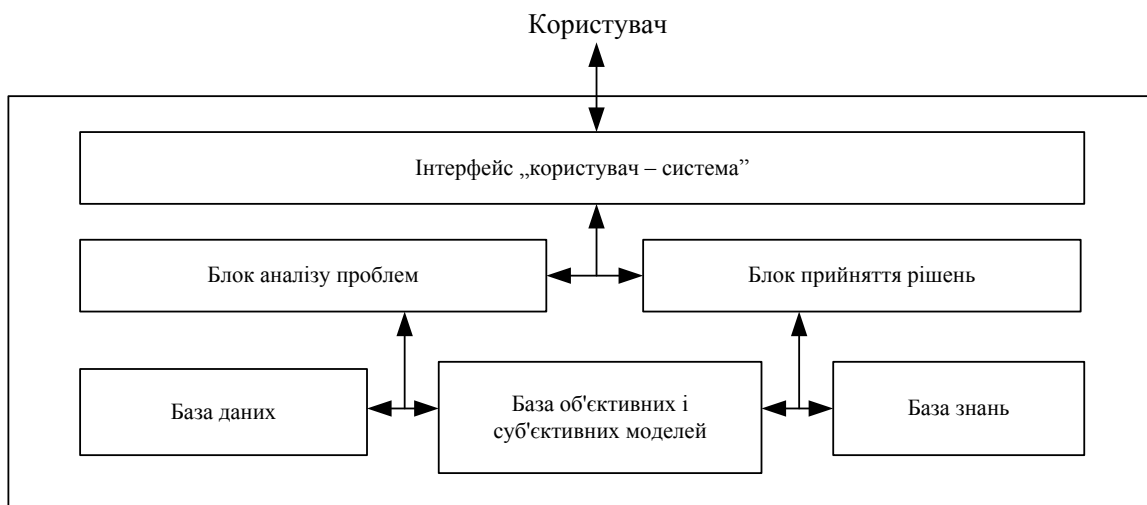 Користувач
Інтерфейс „користувач – система”
Блок аналізу проблем
Блок прийняття рішень
База даних
База об'єктивних і
суб'єктивних моделей
База знань